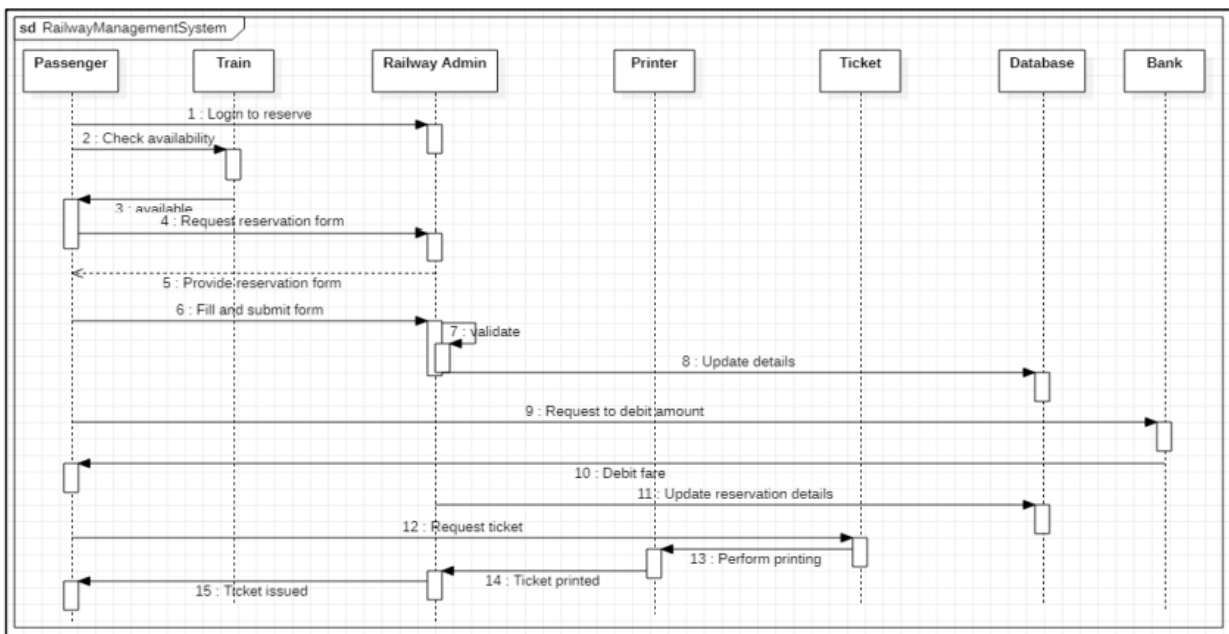 sd RailwayManagementSystem
Passenger
Train
Railway Admin
Printer
Ticket
Database
Bank
1 : Login to reserve
2 : Check availability
3 : available
4 : Request reservation form
5 : Provide reservation form
6 : Fill and submit form
7 : validate
8 : Update details
9 : Request to debit amount
10 : Debit fare
11 : Update reservation details
12 : Request ticket
13 : Perform printing
14 : Ticket printed
15 : Ticket issued